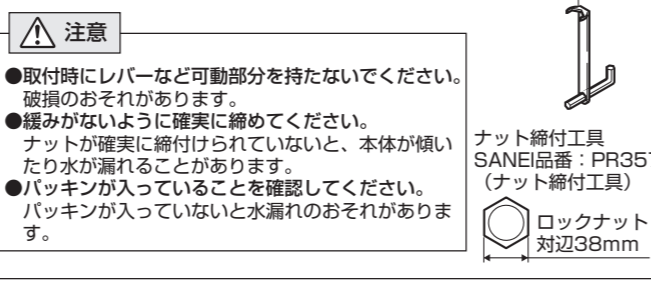 注意
●取付時にレバーなど可動部分を持たないでください。
破損のおそれがあります。
●緩みがないように確実に締めてください。
ナットが確実に締付けられていないと、本体が傾い
たり水が漏れることがあります。
●パッキンが入っていることを確認してください。
パッキンが入っていないと水漏れのおそれがありま
す。
ナット締付工具
SANEI品番：PR35
（ナット締付工具）
ロックナット
対辺38mm